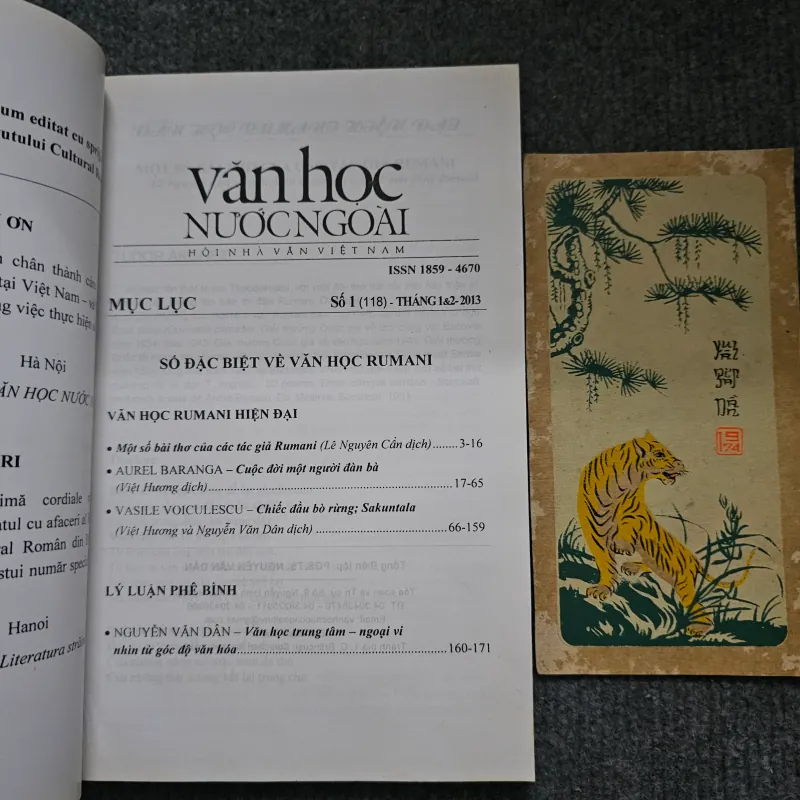 um editat cu spri
utului Cultural R
ƠN
chân thành cả
tại Việt Nam – v
ng việc thực hiện
Hà Nội
ĂN HỌC NƯỚC
RI
imă cordiale
atul cu afaceri al
ral Român din
stui număr speci
Hanoi
Literatura stră
văn học
NƯỚC NGOÀI
HỘI NHÀ VĂN VIỆT NAM
ISSN 1859 - 4670
MỤC LỤC
Số 1 (118) - THÁNG 1&2- 2013
SỐ ĐẶC BIỆT VỀ VĂN HỌC RUMANI
VĂN HỌC RUMANI HIỆN ĐẠI
• Một số bài thơ của các tác giả Rumani (Lê Nguyên Cẩn dịch) 3-16
• AUREL BARANGA – Cuộc đời một người đàn bà
(Việt Hương dịch) 17-65
• VASILE VOICULESCU – Chiếc đầu bò rừng; Sakuntala
(Việt Hương và Nguyễn Văn Dân dịch) 66-159
LÝ LUẬN PHÊ BÌNH
• NGUYỄN VĂN DÂN – Văn học trung tâm – ngoại vi
nhìn từ góc độ văn hóa 160-171
1974